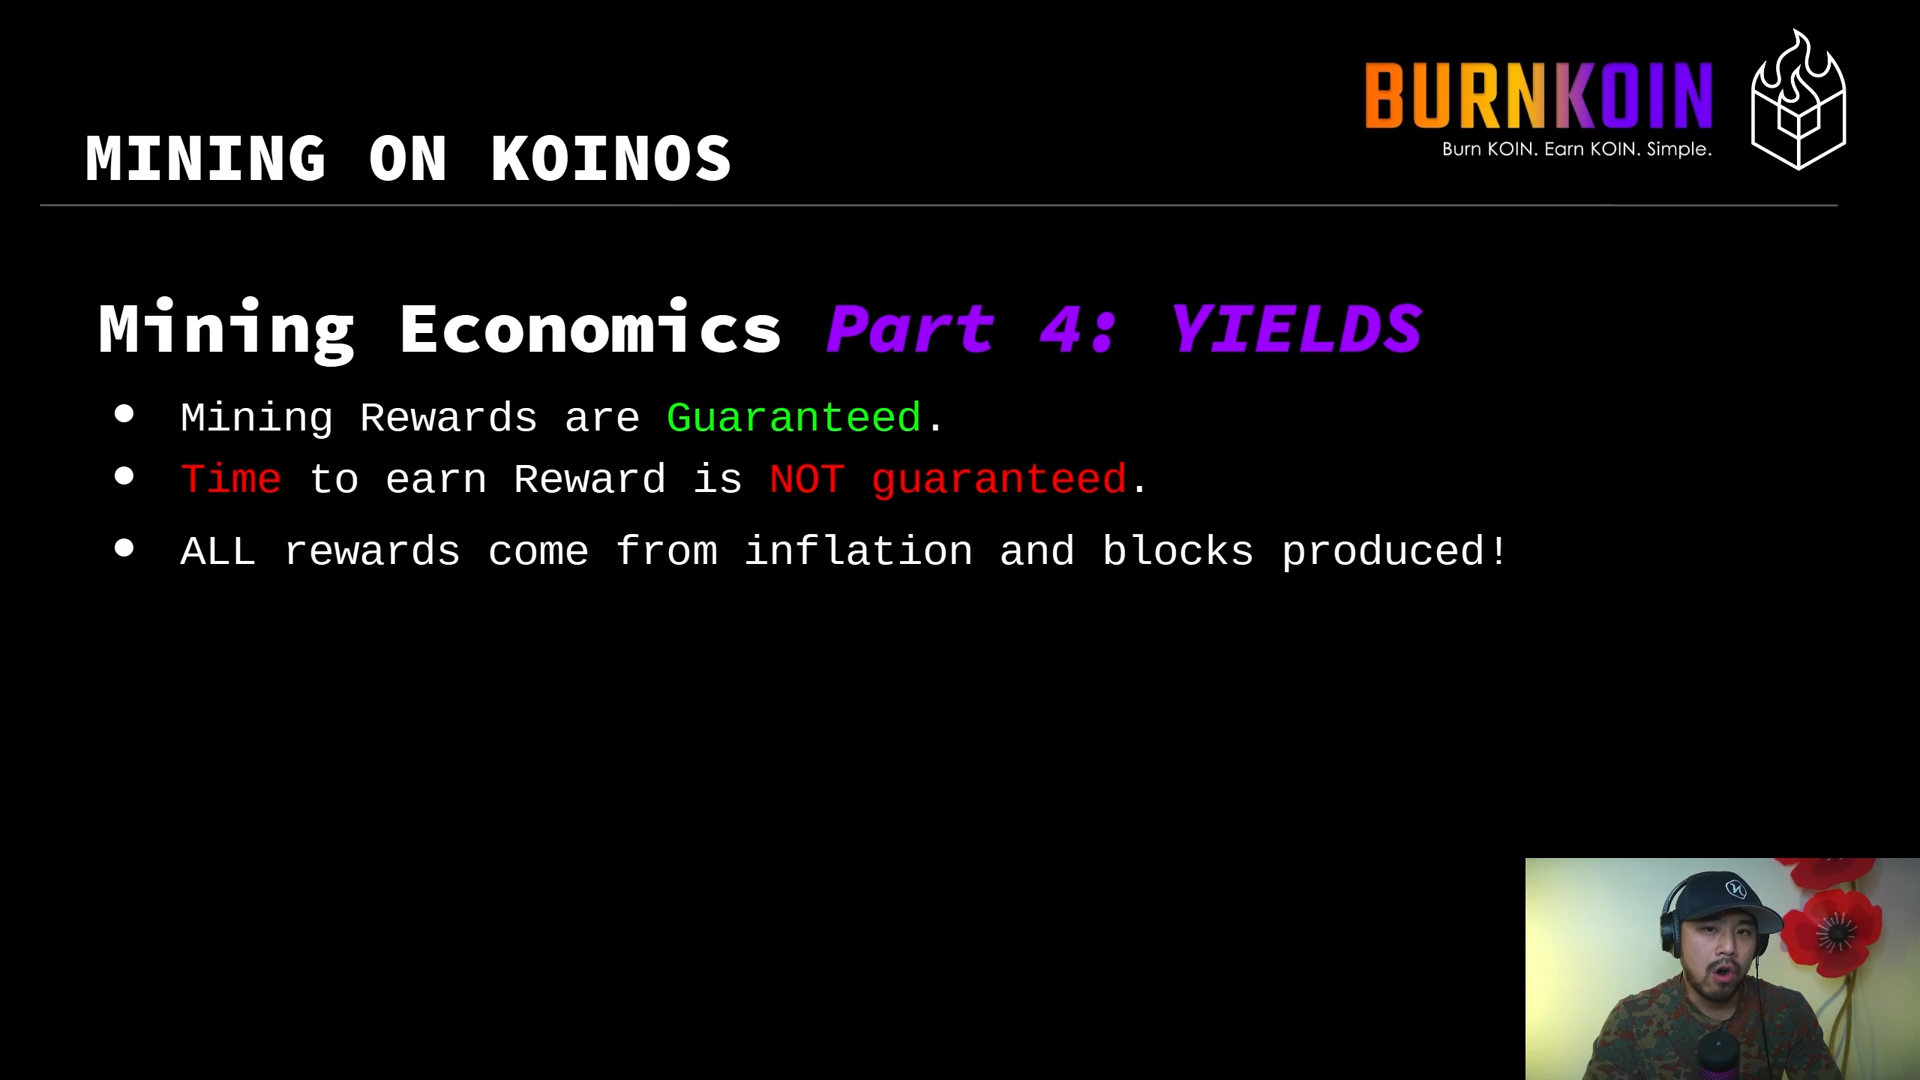 BURNKOIN
Burn KOIN. Earn KOIN. Simple.
MINING ON KOINOS
Mining Economics Part 4: YIELDS
● Mining Rewards are Guaranteed.
● Time to earn Reward is NOT guaranteed.
● ALL rewards come from inflation and blocks produced!